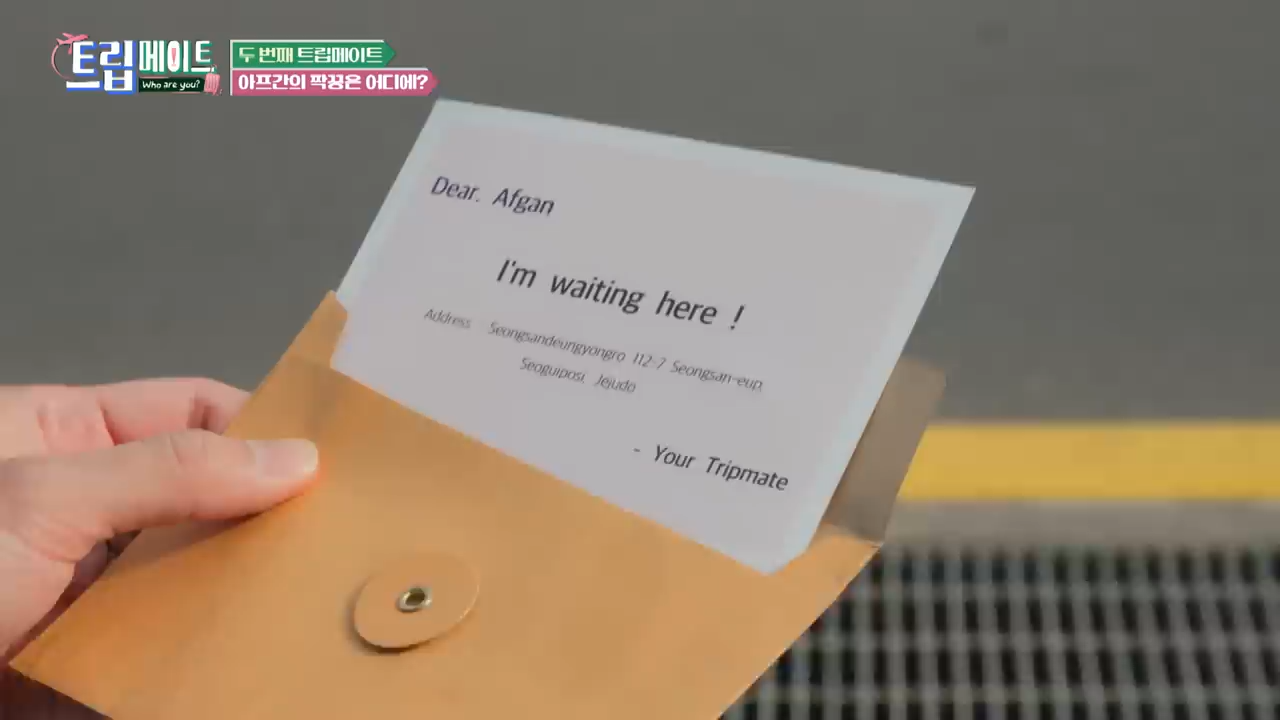 트립메이트
Who are you?
두 번째 트립메이트
아프간의 짝꿍은 어디에?
Dear. Afgan
I'm waiting here !
Address Seongsandeungyongro 112-7 Seongsan-eup,
Seoguiposi, Jejudo
- Your Tripmate